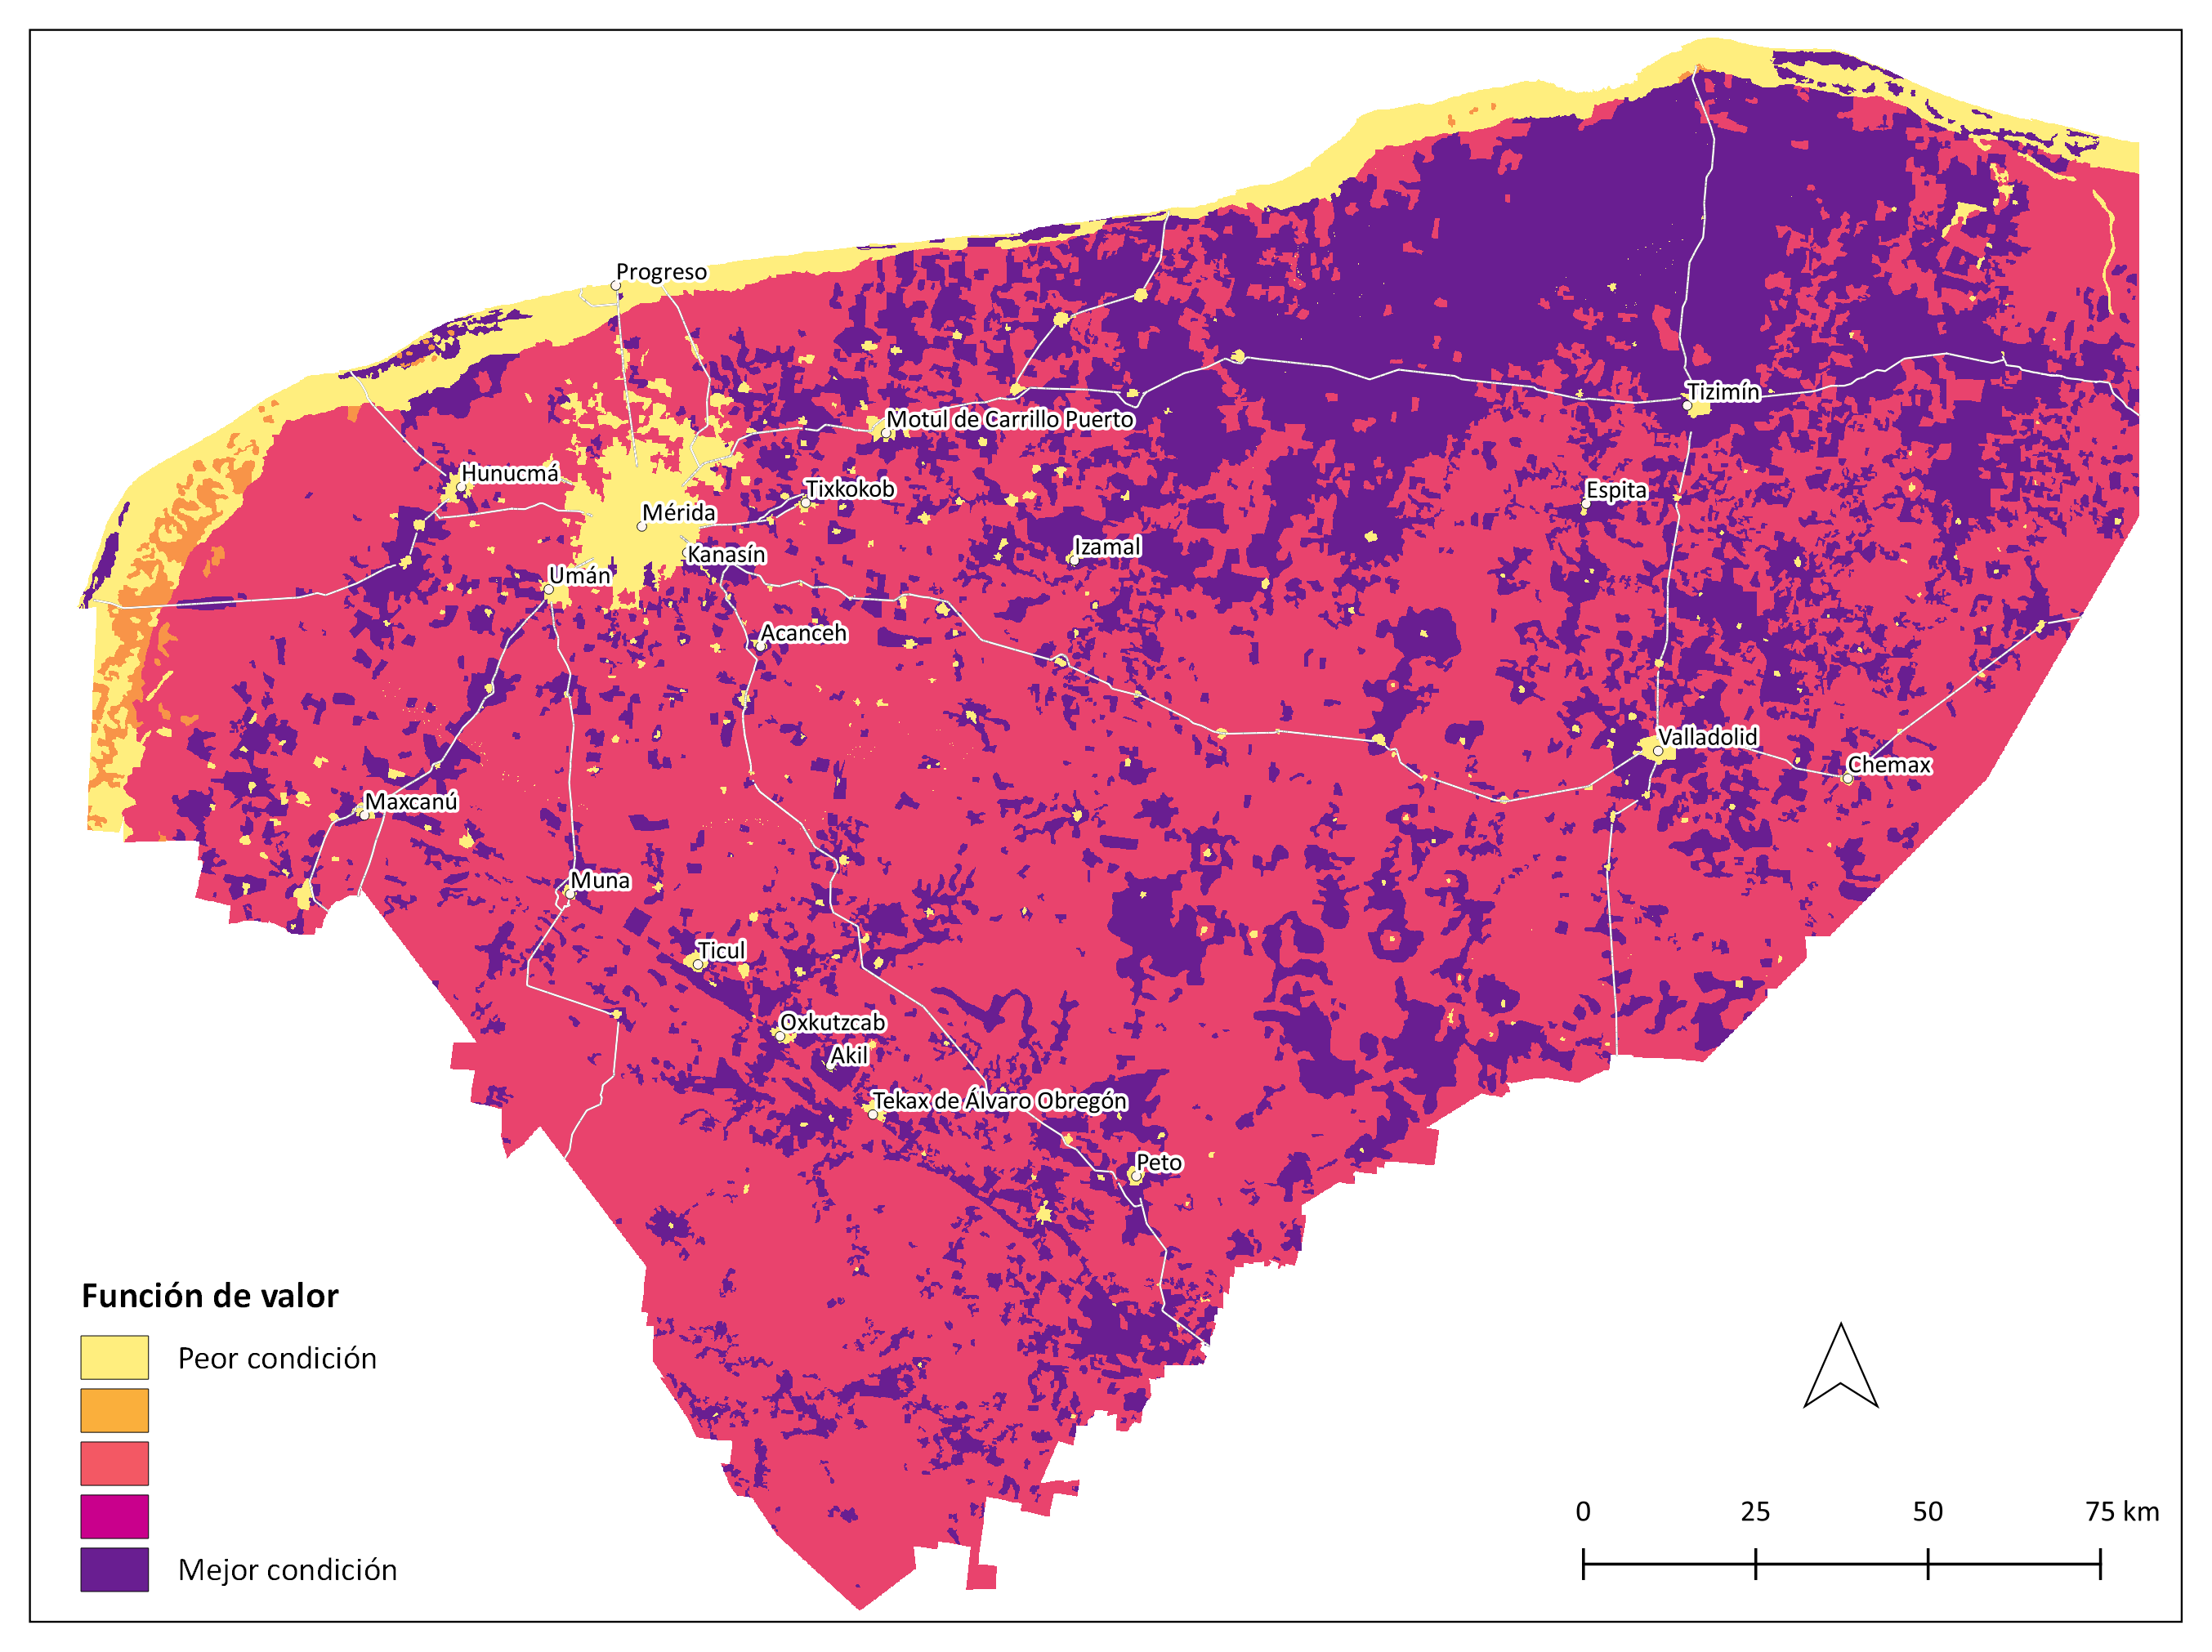 Progreso
Tizimín
Motul de Carrillo Puerto
Hunucmá
Tixkokob
Espita
Mérida
Kanasín
Izamal
Umán
Acanceh
Valladolid
Chemax
Maxcanú
Muna
Ticul
Oxkutzcab
Akil
Tekax de Álvaro Obregón
Peto
Función de valor
Peor condición
Mejor condición
0 25 50 75 km